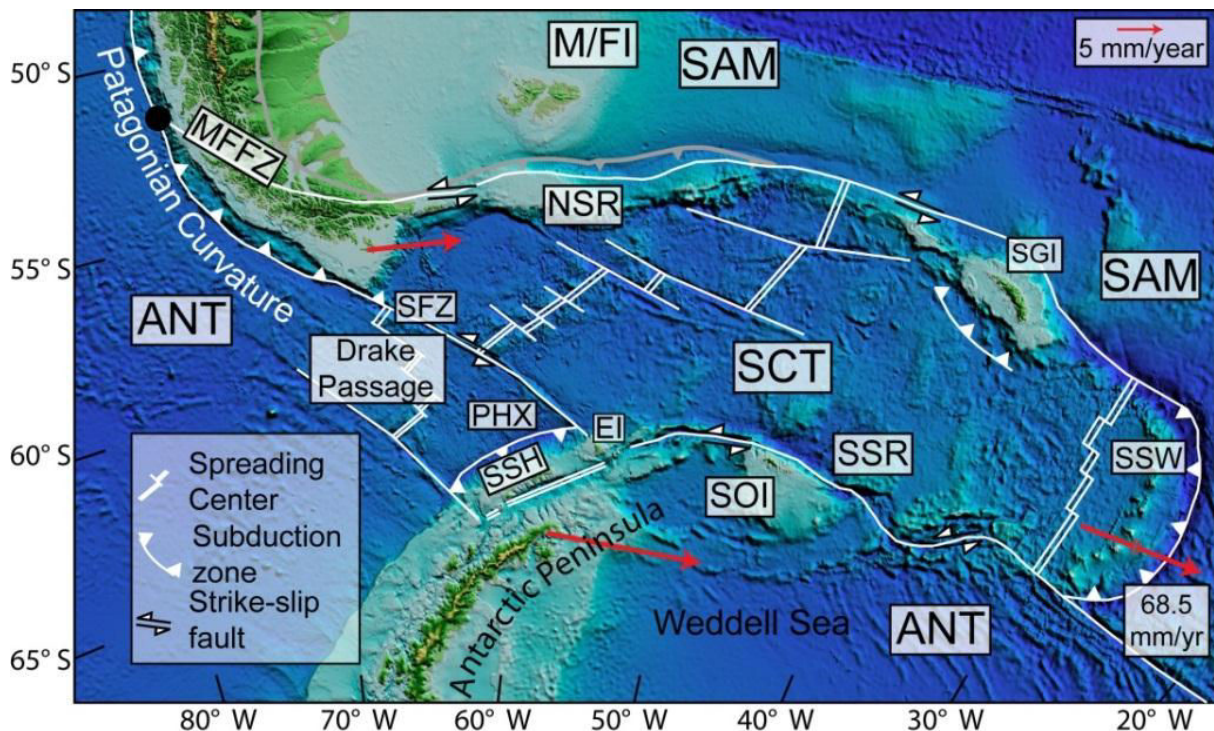 M/FI
SAM
5 mm/year
50° S
Patagonian Curvature
MFFZ
NSR
55° S
SGI
SAM
ANT
SFZ
Drake
Passage
SCT
PHX
EI
60° S
SSH
SSR
SSW
SOI
Spreading
Center
Subduction
zone
Strike-slip
fault
Antarctic Peninsula
Weddell Sea
ANT
68.5
mm/yr
65° S
80° W
70° W
60° W
50° W
40° W
30° W
20° W